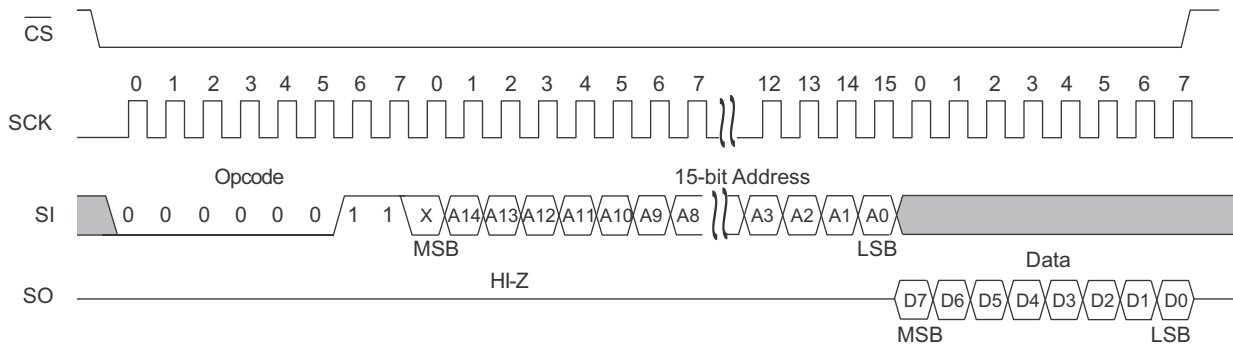 CS
0 1 2 3 4 5 6 7 0 1 2 3 4 5 6 7 12 13 14 15 0 1 2 3 4 5 6 7
SCK
Opcode 15-bit Address
SI 0 0 0 0 0 0 1 1 X A14 A13 A12 A11 A10 A9 A8 A3 A2 A1 A0
MSB LSB
HI-Z Data
SO D7 D6 D5 D4 D3 D2 D1 D0
MSB LSB